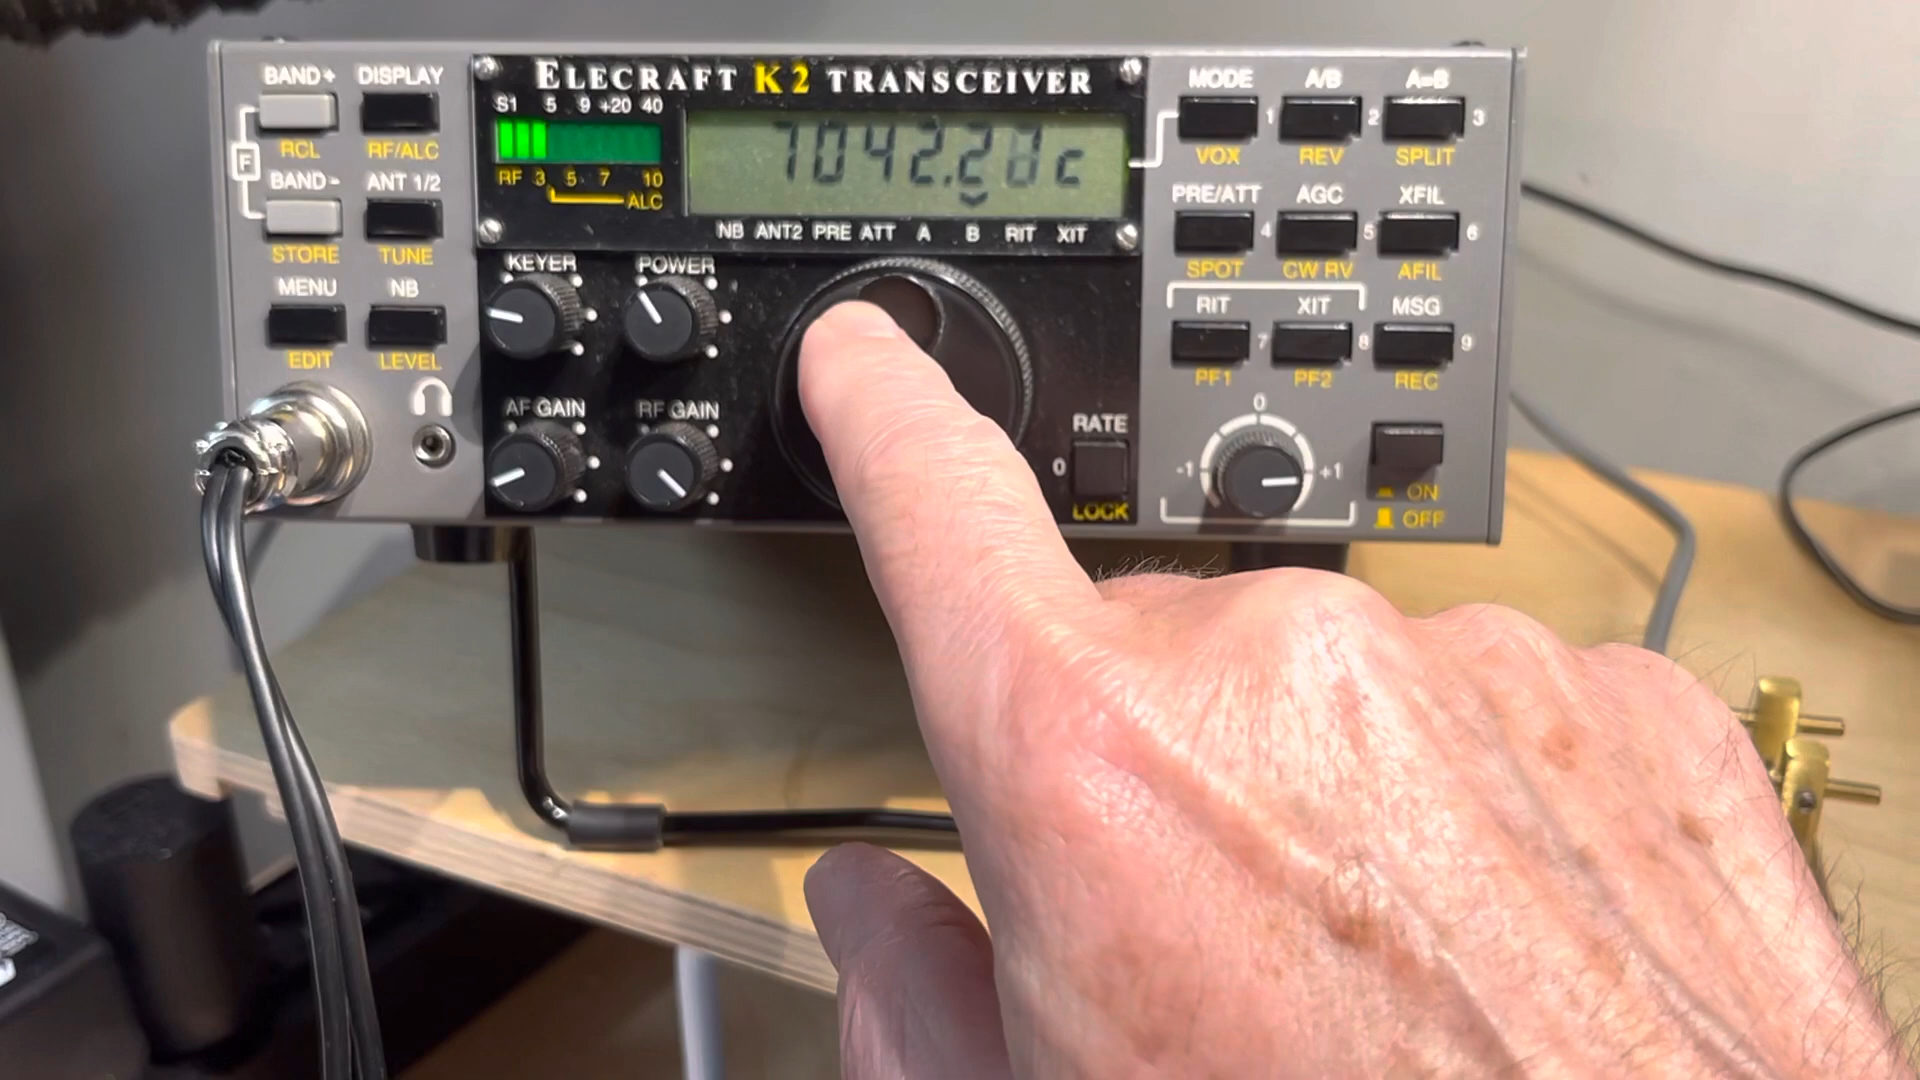 ELECRAFT K2 TRANSCEIVER
BAND+ DISPLAY
RCL RF/ALC
F
BAND- ANT 1/2
STORE TUNE
MENU NB
EDIT LEVEL
S1 5 9 +20 40
RF 3 5 7 10
ALC
7042.2
c
NB ANT2 PRE ATT A B RIT XIT
KEYER POWER
AF GAIN RF GAIN
RATE
0
LOCK
MODE A/B A=B
1 2 3
VOX REV SPLIT
PRE/ATT AGC XFIL
4 5 6
SPOT CW RV AFIL
RIT XIT MSG
7 8 9
PF1 PF2 REC
0
-1 +1
ON
OFF